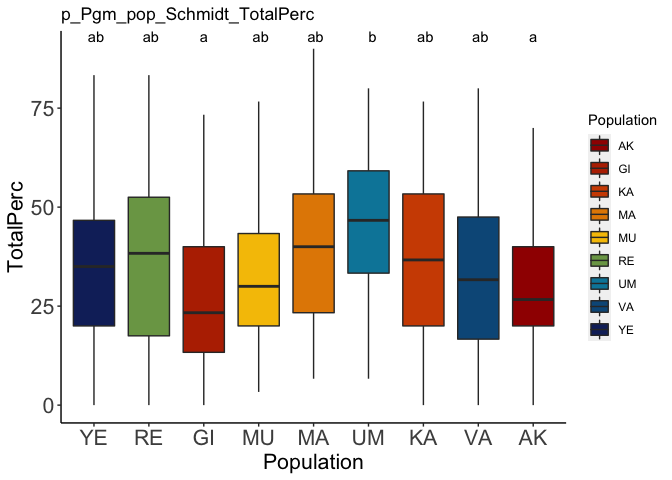 p_Pgm_pop_Schmidt_TotalPerc
ab ab a ab ab b ab ab a
75
50
25
0
TotalPerc
YE RE GI MU MA UM KA VA AK
Population
Population
AK
GI
KA
MA
MU
RE
UM
VA
YE